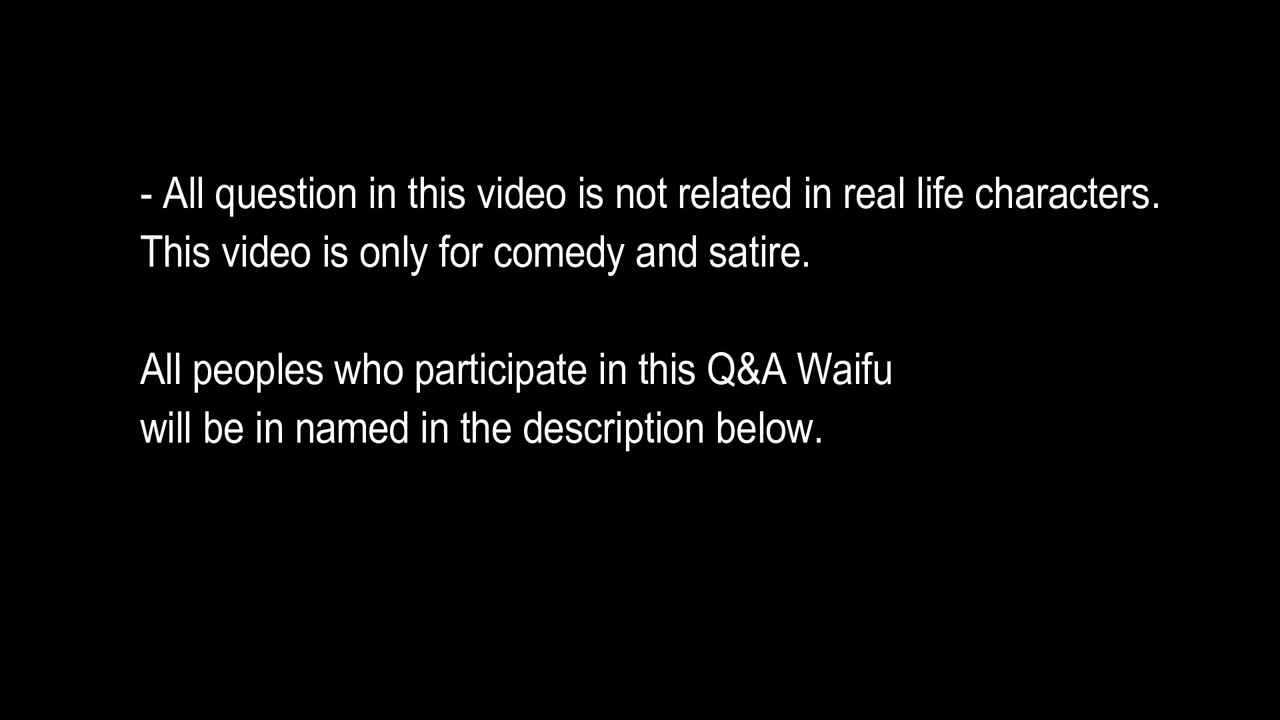 - All question in this video is not related in real life characters.
This video is only for comedy and satire.
All peoples who participate in this Q&A Waifu
will be in named in the description below.